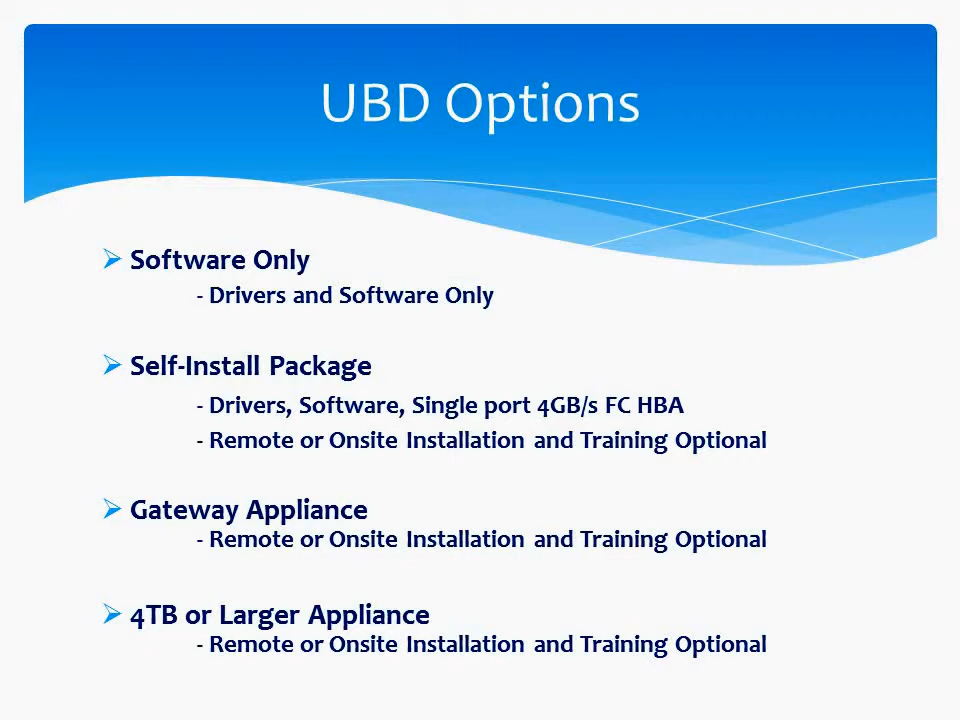 UBD Options
Software Only
- Drivers and Software Only
Self-Install Package
- Drivers, Software, Single port 4GB/s FC HBA
- Remote or Onsite Installation and Training Optional
Gateway Appliance
- Remote or Onsite Installation and Training Optional
4TB or Larger Appliance
- Remote or Onsite Installation and Training Optional